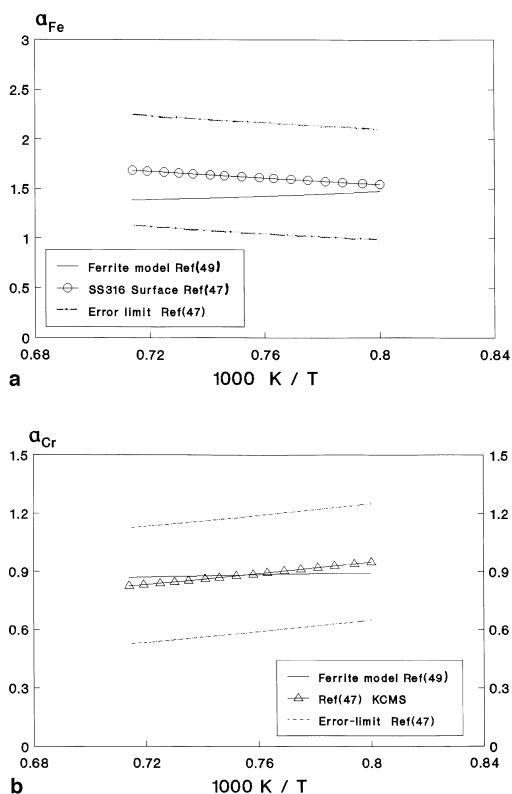 αFe
3
2.5
2
1.5
1
0.5
0
Ferrite model Ref(49)
SS316 Surface Ref(47)
Error limit Ref(47)
0.68 0.72 0.76 0.8 0.84
a
1000 K / T
αCr
1.5 1.5
1.2 1.2
0.9 0.9
0.6 0.6
0.3 0.3
0 0
Ferrite model Ref(49)
Ref(47) KCMS
Error-limit Ref(47)
0.68 0.72 0.76 0.8 0.84
b
1000 K / T